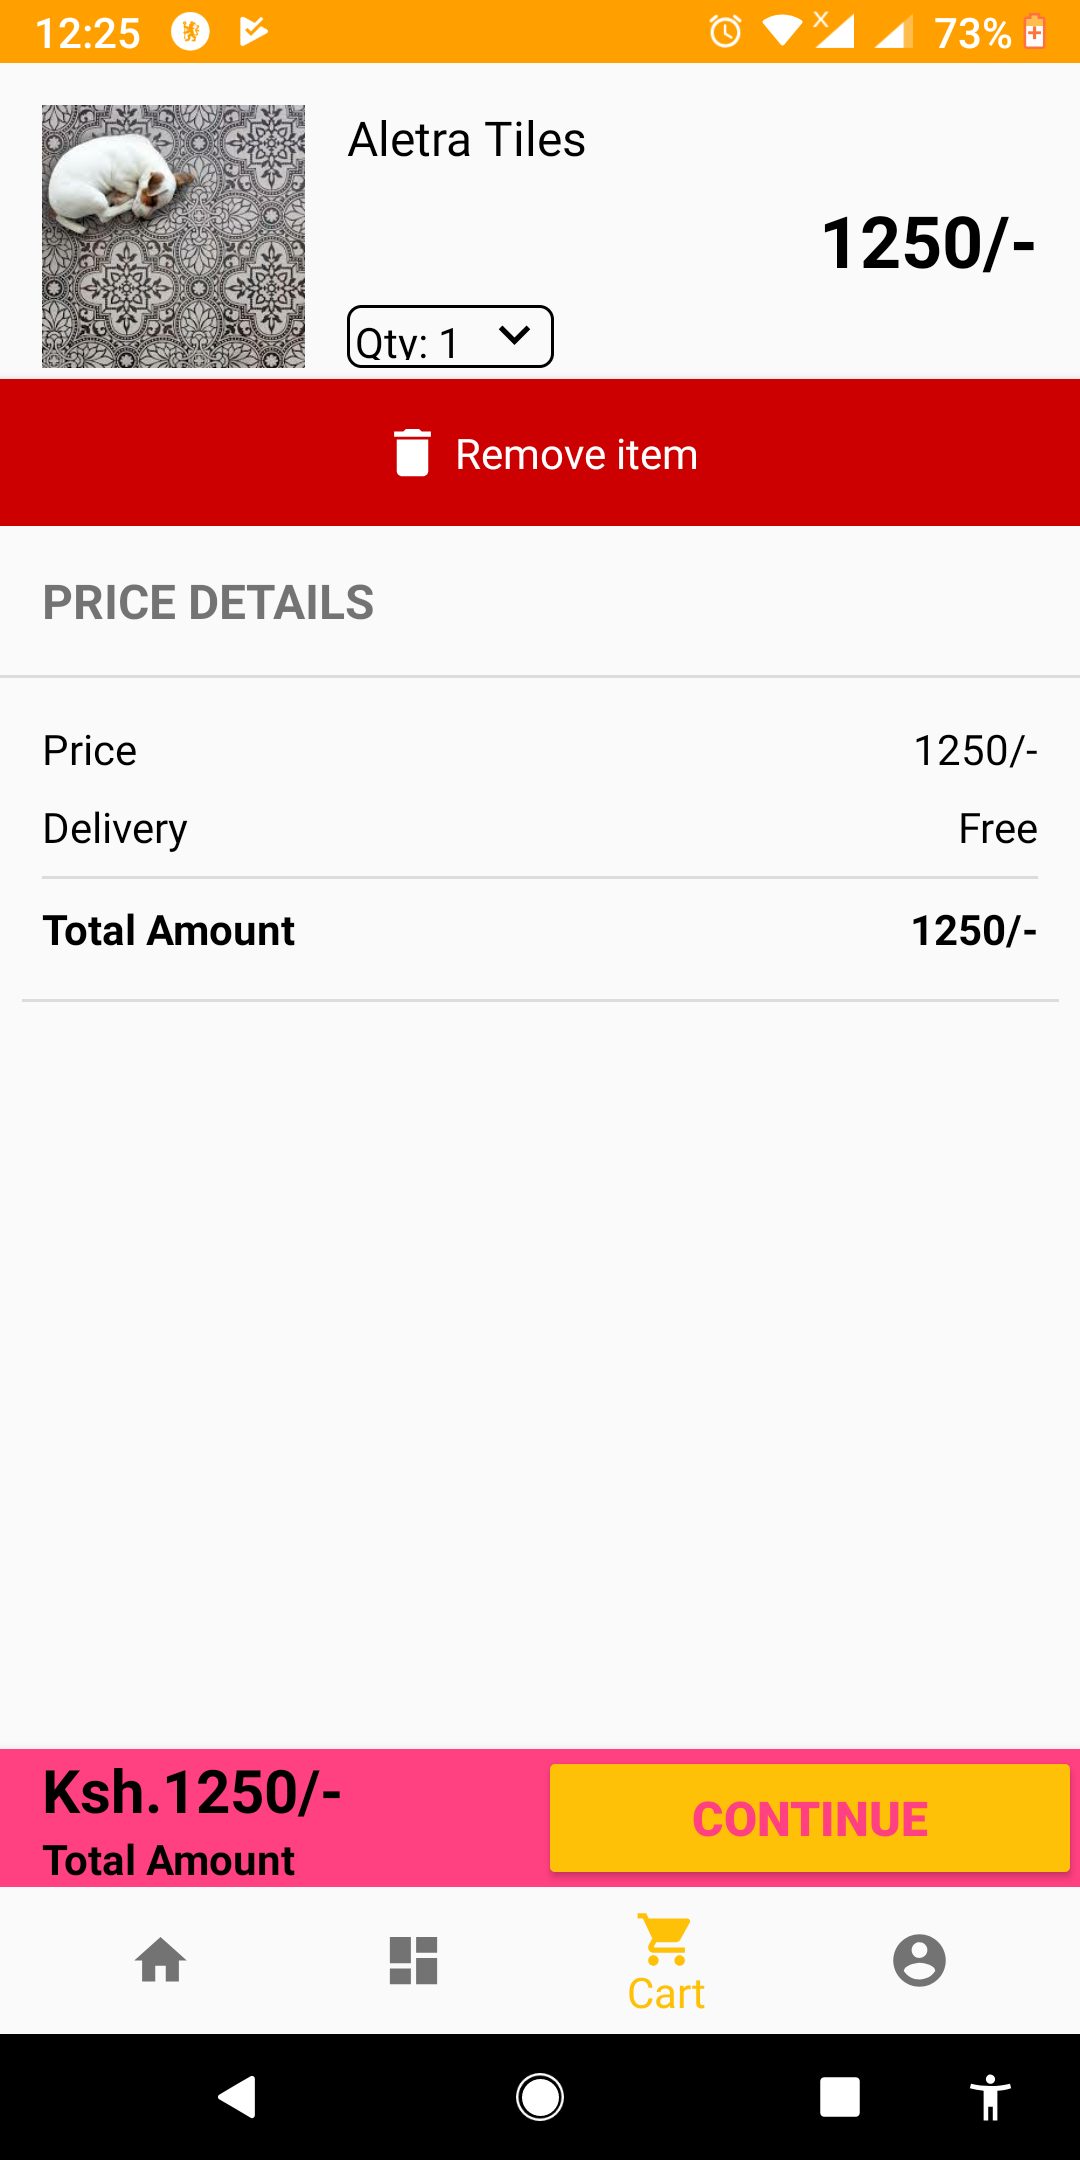 12:25 73%
Aletra Tiles
1250/-
Qty: 1
Remove item
PRICE DETAILS
Price 1250/-
Delivery Free
Total Amount 1250/-
Ksh.1250/-
Total Amount
CONTINUE
Cart